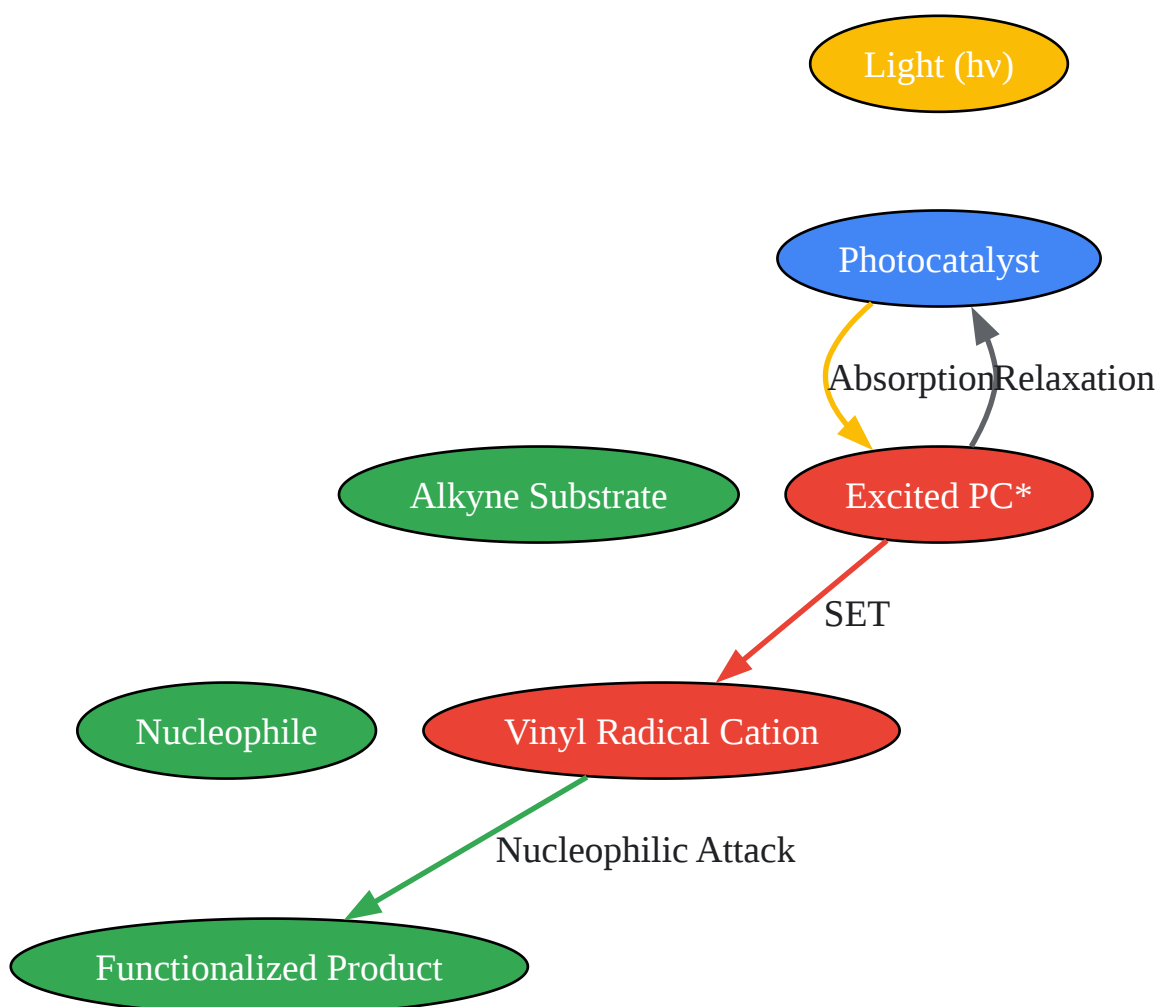 Light (hν)
Photocatalyst
Absorption
Relaxation
Alkyne Substrate
Excited PC*
SET
Nucleophile
Vinyl Radical Cation
Nucleophilic Attack
Functionalized Product